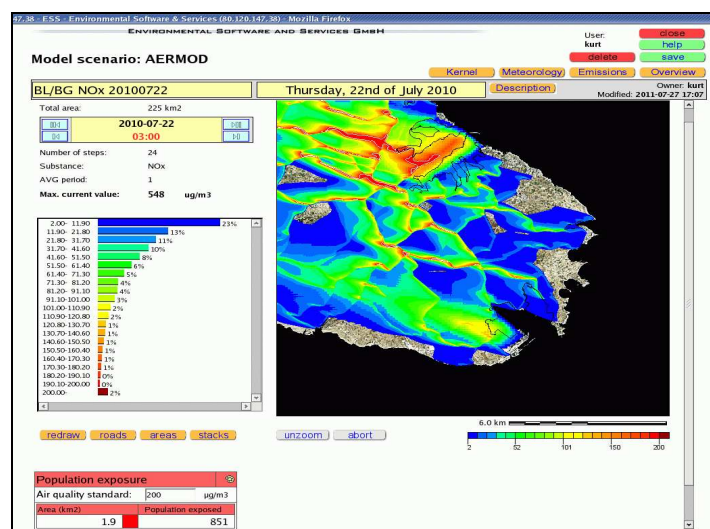 47.38 - ESS - Environmental Software & Services (80.120.147.38) - Mozilla Firefox
ENVIRONMENTAL SOFTWARE AND SERVICES GMBH
User:
kurt
close
help
delete
save
Model scenario: AERMOD
Kernel Meteorology Emissions Overview
BL/BG NOx 20100722
Thursday, 22nd of July 2010
Description
Owner: kurt
Modified: 2011-07-27 17:07
Total area: 225 km2
2010-07-22
03:00
Number of steps: 24
Substance: NOx
AVG period: 1
Max. current value: 548 ug/m3
2.00- 11.90 23%
11.90- 21.80 13%
21.80- 31.70 11%
31.70- 41.60 10%
41.60- 51.50 8%
51.50- 61.40 6%
61.40- 71.30 5%
71.30- 81.20 4%
81.20- 91.10 4%
91.10-101.00 3%
101.00-110.90 2%
110.90-120.80 2%
120.80-130.70 1%
130.70-140.60 1%
140.60-150.50 1%
150.50-160.40 1%
160.40-170.30 1%
170.30-180.20 1%
180.20-190.10 0%
190.10-200.00 0%
200.00- 2%
6.0 km
redraw roads areas stacks
unzoom abort
2 52 101 150 200
Population exposure
Air quality standard: 200 µg/m3
Area (km2) Population exposed
1.9 851